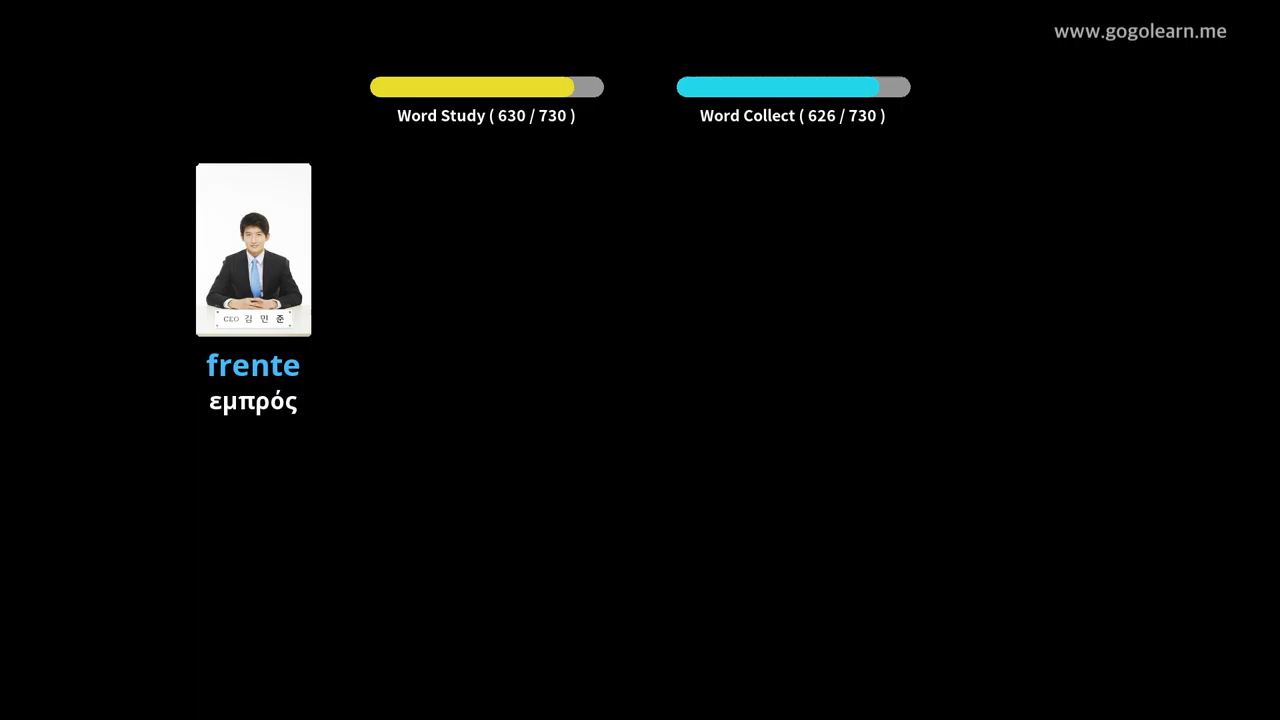 www.gogolearn.me
Word Study ( 630 / 730 )
Word Collect ( 626 / 730 )
CEO 김 민 준
frente
εμπρός